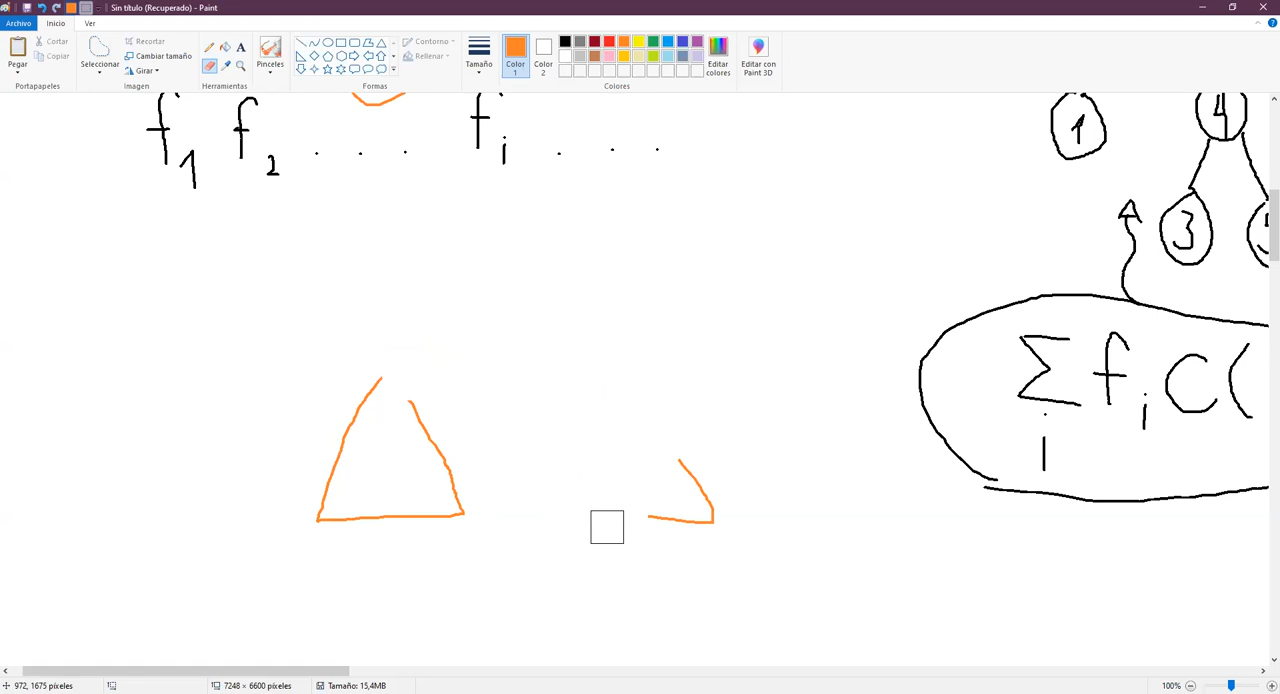 Sin título (Recuperado) - Paint
Archivo Inicio Ver
Pegar
Cortar
Copiar
Portapapeles
Seleccionar
Recortar
Cambiar tamaño
Girar
Imagen
A
Herramientas
Pinceles
Formas
Contorno
Rellenar
Tamaño
Color 1
Color 2
Colores
Editar colores
Editar con Paint 3D
f1 f2 . . . fi . . .
1
4
3
Σ fi C(
i
972, 1675 píxeles
7248 × 6600 píxeles
Tamaño: 15,4MB
100%